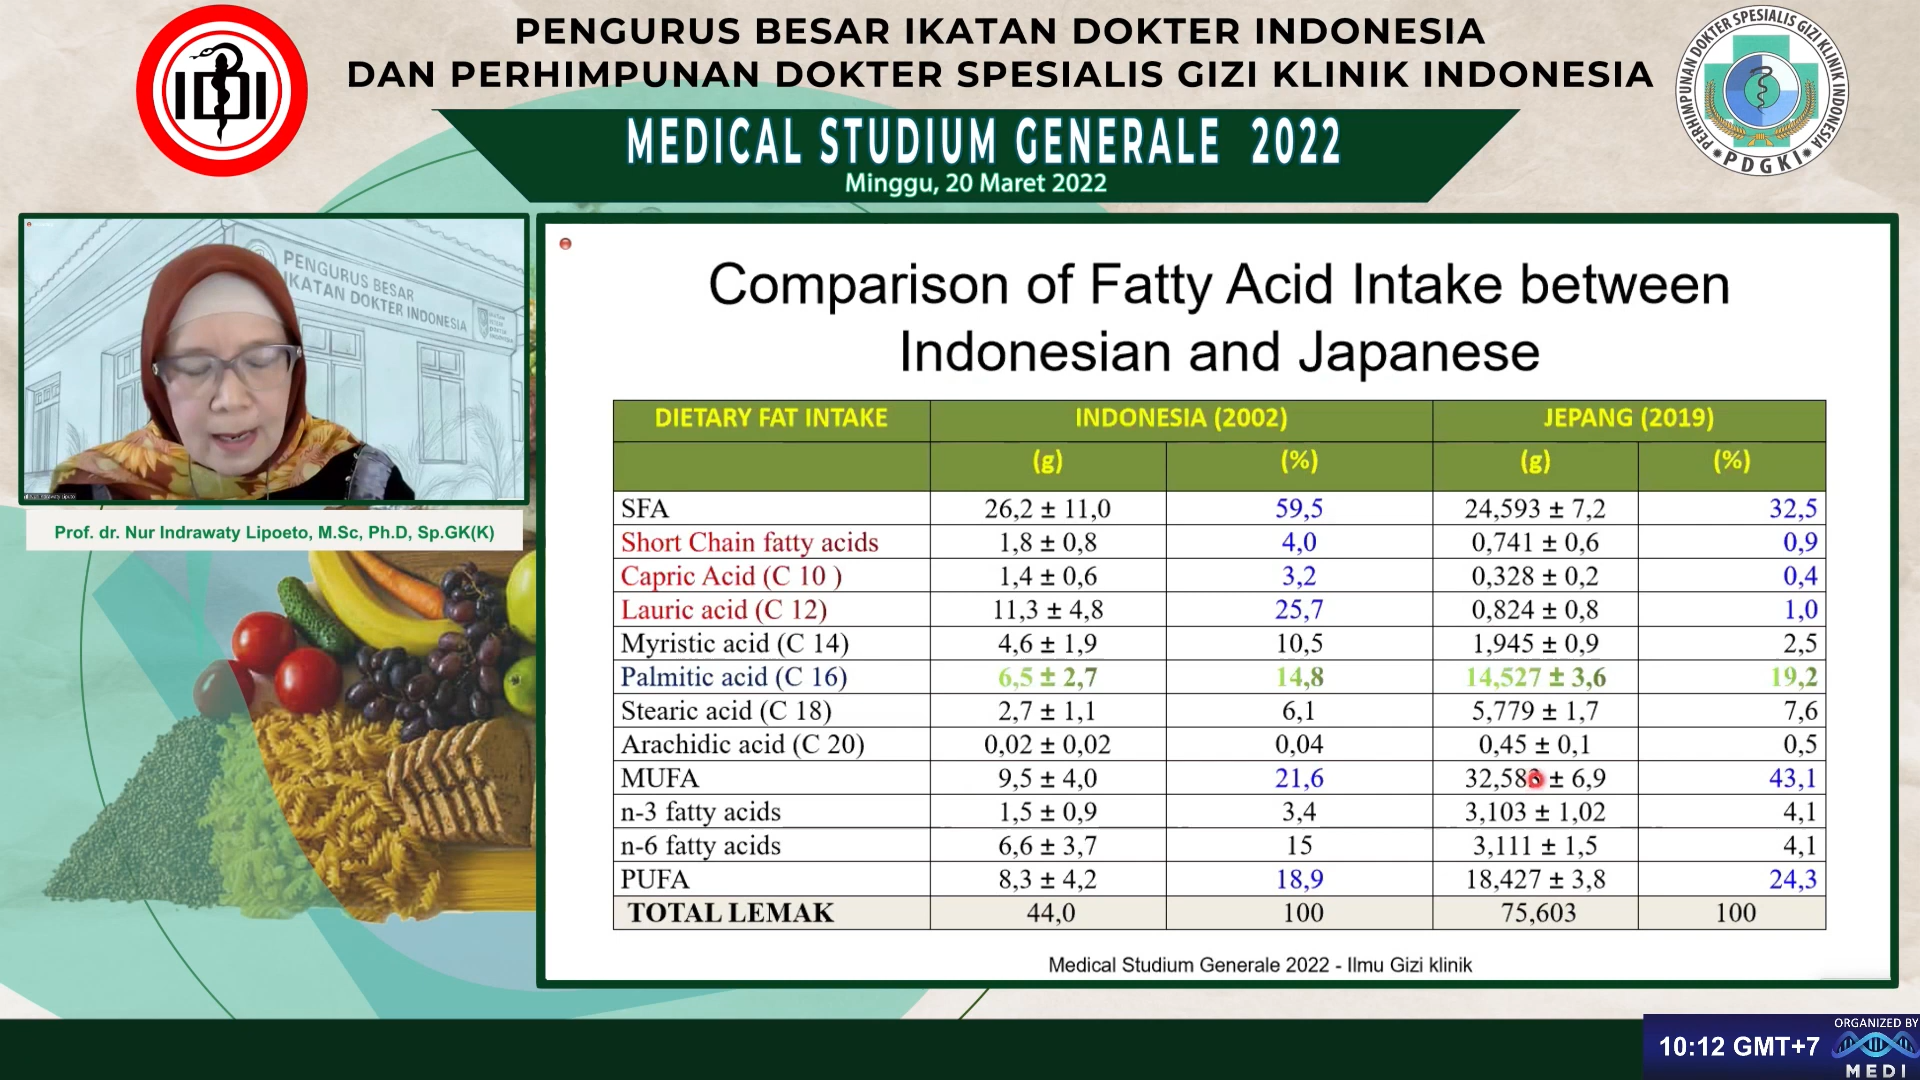 PENGURUS BESAR IKATAN DOKTER INDONESIA
DAN PERHIMPUNAN DOKTER SPESIALIS GIZI KLINIK INDONESIA
IDI
PERHIMPUNAN DOKTER SPESIALIS GIZI KLINIK INDONESIA
PDGKI
MEDICAL STUDIUM GENERALE 2022
Minggu, 20 Maret 2022
PENGURUS BESAR
IKATAN DOKTER INDONESIA
Prof. dr. Nur Indrawaty Lipoeto, M.Sc, Ph.D, Sp.GK(K)
Comparison of Fatty Acid Intake between
Indonesian and Japanese
DIETARY FAT INTAKE INDONESIA (2002) JEPANG (2019)
(g) (%) (g) (%)
SFA 26,2 ± 11,0 59,5 24,593 ± 7,2 32,5
Short Chain fatty acids 1,8 ± 0,8 4,0 0,741 ± 0,6 0,9
Capric Acid (C 10 ) 1,4 ± 0,6 3,2 0,328 ± 0,2 0,4
Lauric acid (C 12) 11,3 ± 4,8 25,7 0,824 ± 0,8 1,0
Myristic acid (C 14) 4,6 ± 1,9 10,5 1,945 ± 0,9 2,5
Palmitic acid (C 16) 6,5 ± 2,7 14,8 14,527 ± 3,6 19,2
Stearic acid (C 18) 2,7 ± 1,1 6,1 5,779 ± 1,7 7,6
Arachidic acid (C 20) 0,02 ± 0,02 0,04 0,45 ± 0,1 0,5
MUFA 9,5 ± 4,0 21,6 ± 6,9 43,1
n-3 fatty acids 1,5 ± 0,9 3,4 3,103 ± 1,02 4,1
n-6 fatty acids 6,6 ± 3,7 15 3,111 ± 1,5 4,1
PUFA 8,3 ± 4,2 18,9 18,427 ± 3,8 24,3
TOTAL LEMAK 44,0 100 75,603 100
Medical Studium Generale 2022 - Ilmu Gizi klinik
10:12 GMT+7
ORGANIZED BY
MEDI